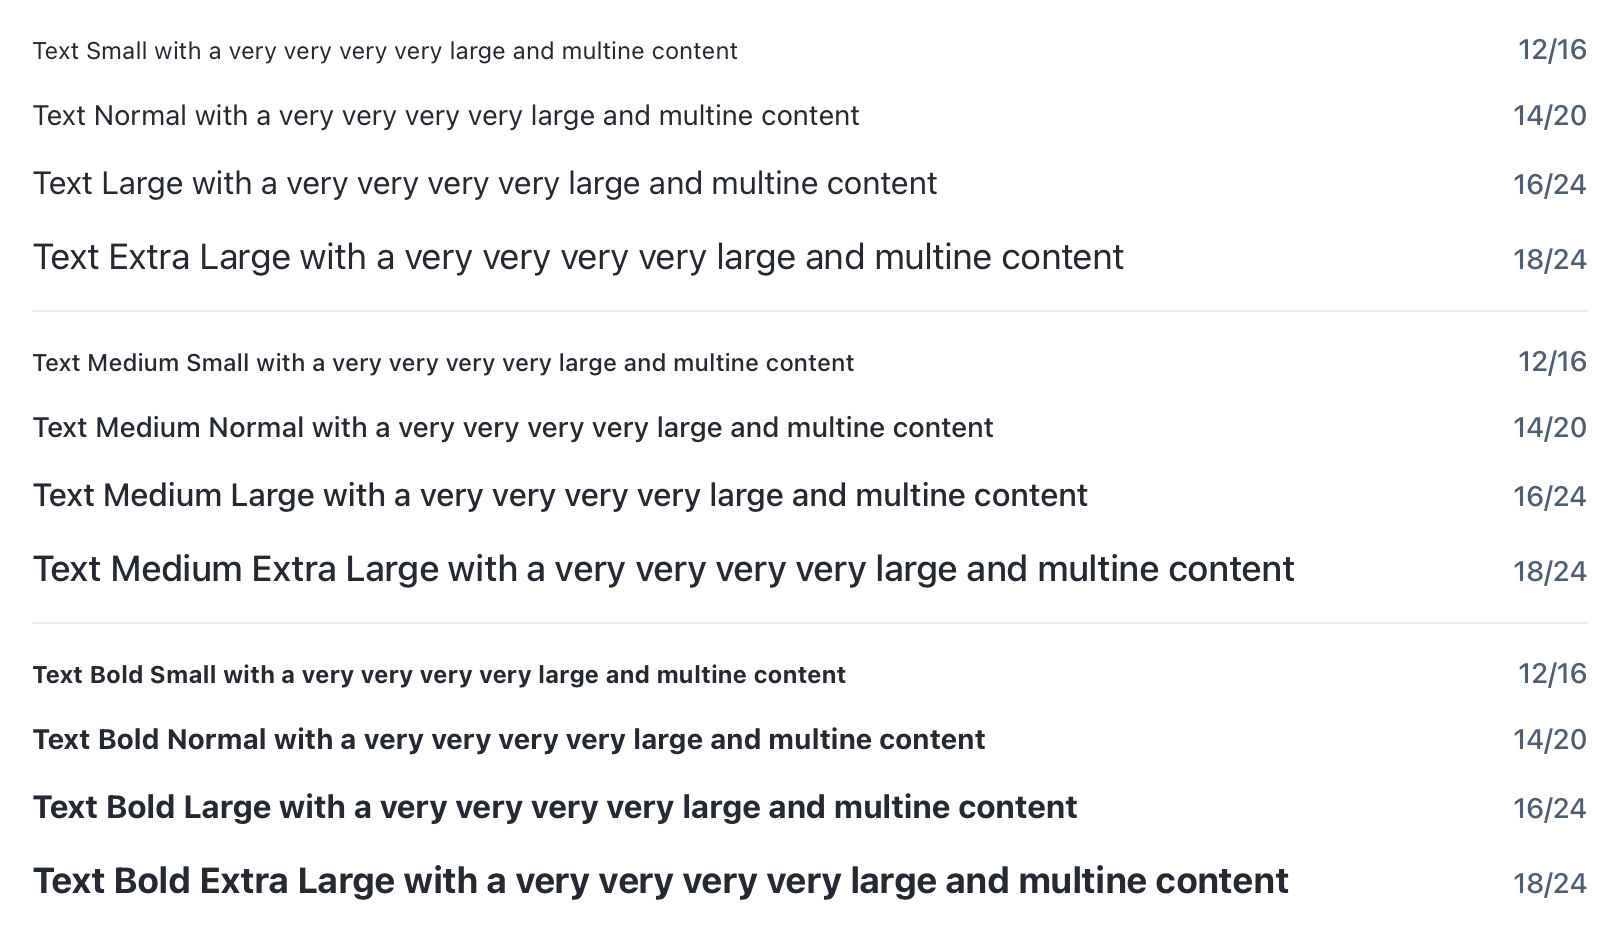 Text Small with a very very very very large and multine content 12/16
Text Normal with a very very very very large and multine content 14/20
Text Large with a very very very very large and multine content 16/24
Text Extra Large with a very very very very large and multine content 18/24
Text Medium Small with a very very very very large and multine content 12/16
Text Medium Normal with a very very very very large and multine content 14/20
Text Medium Large with a very very very very large and multine content 16/24
Text Medium Extra Large with a very very very very large and multine content 18/24
Text Bold Small with a very very very very large and multine content 12/16
Text Bold Normal with a very very very very large and multine content 14/20
Text Bold Large with a very very very very large and multine content 16/24
Text Bold Extra Large with a very very very very large and multine content 18/24